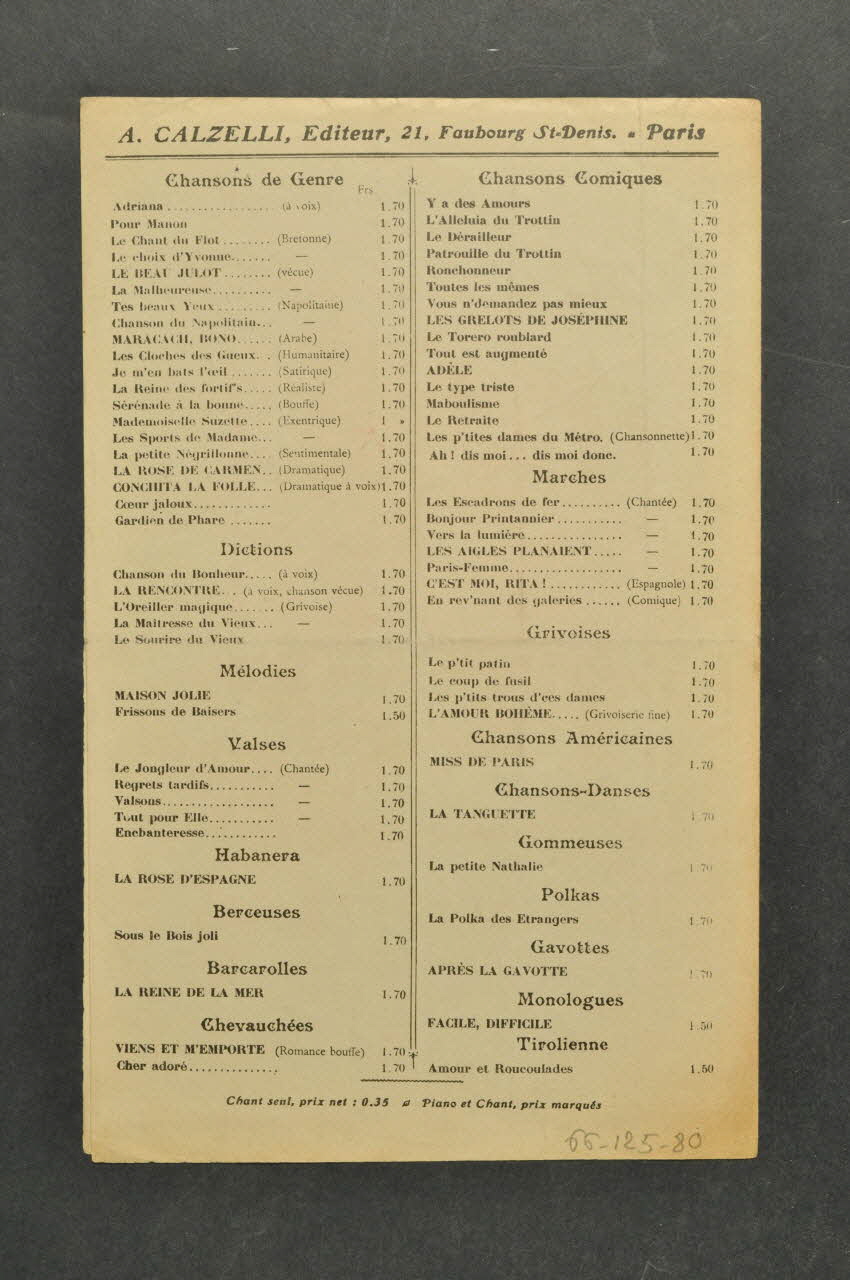 A. CALZELLI, Editeur, 21, Faubourg St-Denis. Paris
Chansons de Genre
Frs
Adriana ................. (à voix) 1.70
Pour Manon 1.70
Le Chant du Flot ........ (Bretonne) 1.70
Le choix d'Yvonne....... — 1.70
LE BEAU JULOT ........ (vécue) 1.70
La Malheureuse.......... — 1.70
Tes beaux Yeux ......... (Napolitaine) 1.70
Chanson du Napolitain... — 1.70
MARACACH, BONO...... (Arabe) 1.70
Les Cloches des Gueux. . (Humanitaire) 1.70
Je m'en bats l'œil ....... (Satirique) 1.70
La Reine des fortif's..... (Réaliste) 1.70
Sérénade à la bonne..... (Bouffe) 1.70
Mademoiselle Suzette.... (Exentrique) 1 »
Les Sports de Madame... — 1.70
La petite Négrillonne.... (Sentimentale) 1.70
LA ROSE DE CARMEN. . (Dramatique) 1.70
CONCHITA LA FOLLE... (Dramatique à voix) 1.70
Cœur jaloux............. 1.70
Gardien de Phare ....... 1.70
Dictions
Chanson du Bonheur..... (à voix) 1.70
LA RENCONTRE. . (à voix, chanson vécue) 1.70
L'Oreiller magique....... (Grivoise) 1.70
La Maitresse du Vieux... — 1.70
Le Sourire du Vieux 1.70
Mélodies
MAISON JOLIE 1.70
Frissons de Baisers 1.50
Valses
Le Jongleur d'Amour.... (Chantée) 1.70
Regrets tardifs........... — 1.70
Valsons................... — 1.70
Tout pour Elle........... — 1.70
Enchanteresse............ 1.70
Habanera
LA ROSE D'ESPAGNE 1.70
Berceuses
Sous le Bois joli 1.70
Barcarolles
LA REINE DE LA MER 1.70
Chevauchées
VIENS ET M'EMPORTE (Romance bouffe) 1.70
Cher adoré............... 1.70
Chansons Comiques
Y a des Amours 1.70
L'Alleluia du Trottin 1.70
Le Dérailleur 1.70
Patrouille du Trottin 1.70
Ronchonneur 1.70
Toutes les mêmes 1.70
Vous n'demandez pas mieux 1.70
LES GRELOTS DE JOSÉPHINE 1.70
Le Torero roublard 1.70
Tout est augmenté 1.70
ADÈLE 1.70
Le type triste 1.70
Maboulisme 1.70
Le Retraite 1.70
Les p'tites dames du Métro. (Chansonnette) 1.70
Ah ! dis moi... dis moi donc. 1.70
Marches
Les Escadrons de fer.......... (Chantée) 1.70
Bonjour Printannier ........... — 1.70
Vers la lumière................ — 1.70
LES AIGLES PLANAIENT..... — 1.70
Paris-Femme................... — 1.70
C'EST MOI, RITA ! ............ (Espagnole) 1.70
En rev'nant des galeries ...... (Comique) 1.70
Grivoises
Le p'tit patin 1.70
Le coup de fusil 1.70
Les p'tits trous d'ces dames 1.70
L'AMOUR BOHÈME..... (Grivoiserie fine) 1.70
Chansons Américaines
MISS DE PARIS 1.70
Chansons-Danses
LA TANGUETTE 1.70
Gommeuses
La petite Nathalie 1.70
Polkas
La Polka des Etrangers 1.70
Gavottes
APRÈS LA GAVOTTE 1.70
Monologues
FACILE, DIFFICILE 1.50
Tirolienne
Amour et Roucoulades 1.50
Chant seul, prix net : 0.35 Piano et Chant, prix marqués
66-125-80